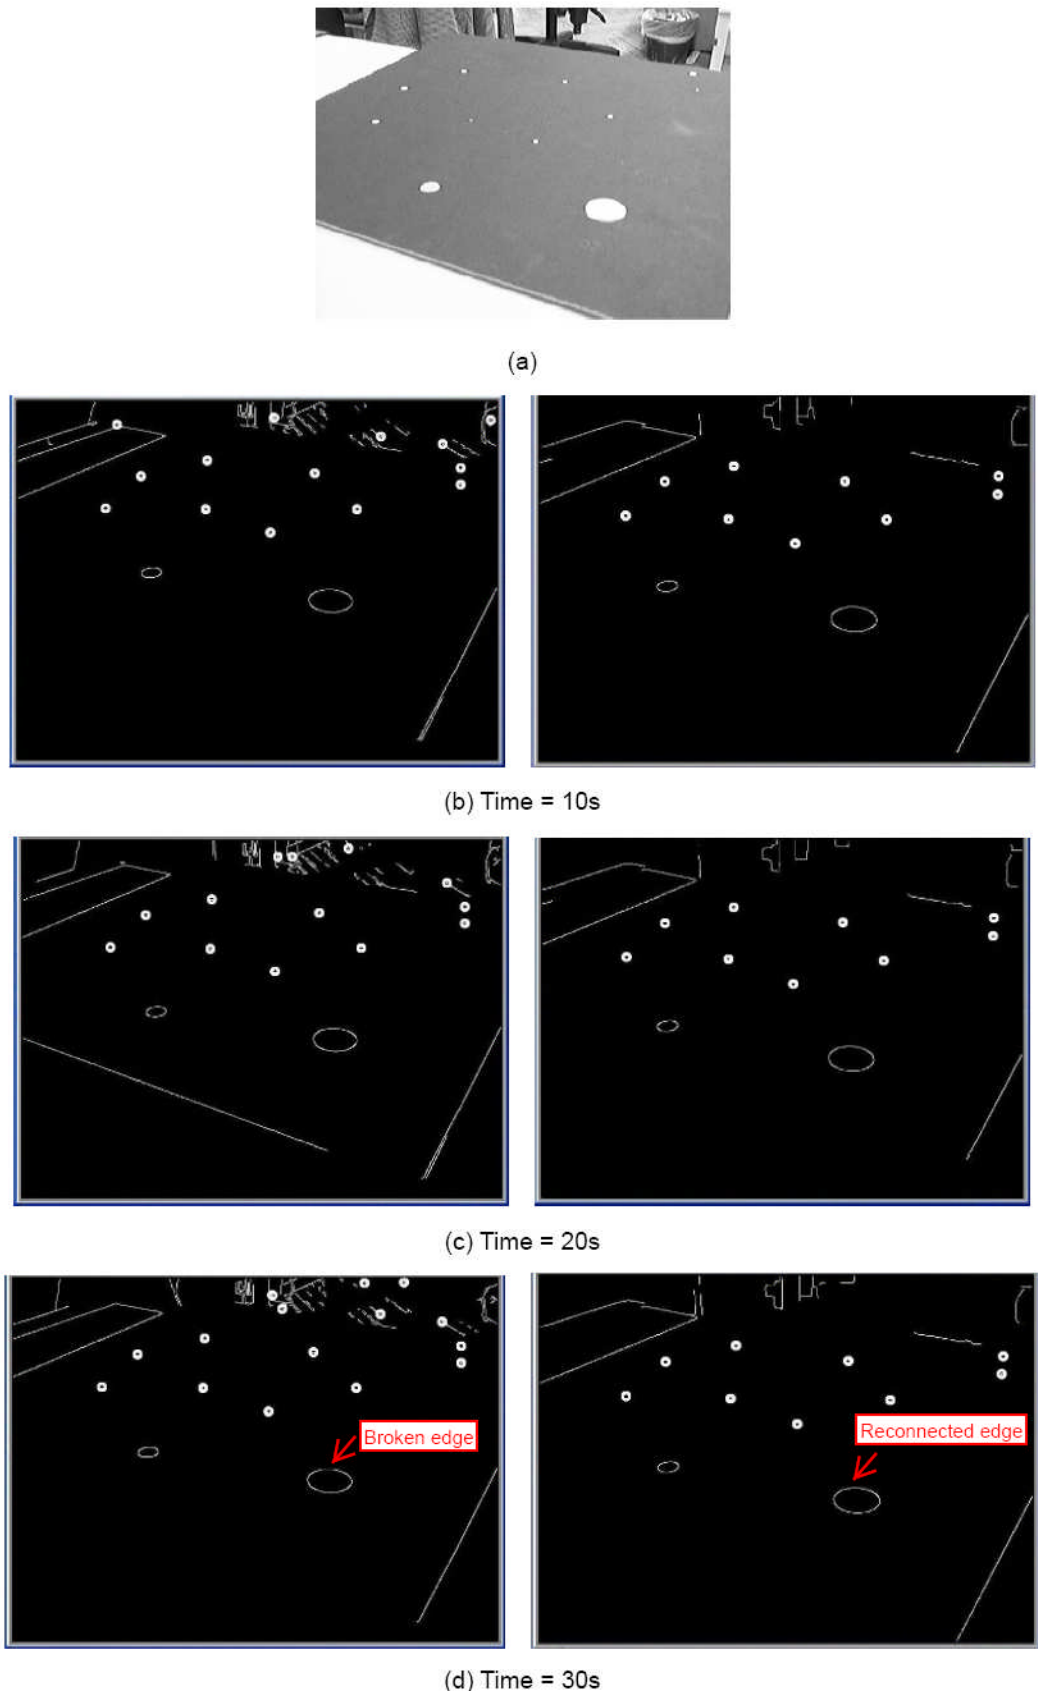 (a)
(b) Time = 10s
(c) Time = 20s
Broken edge
Reconnected edge
(d) Time = 30s